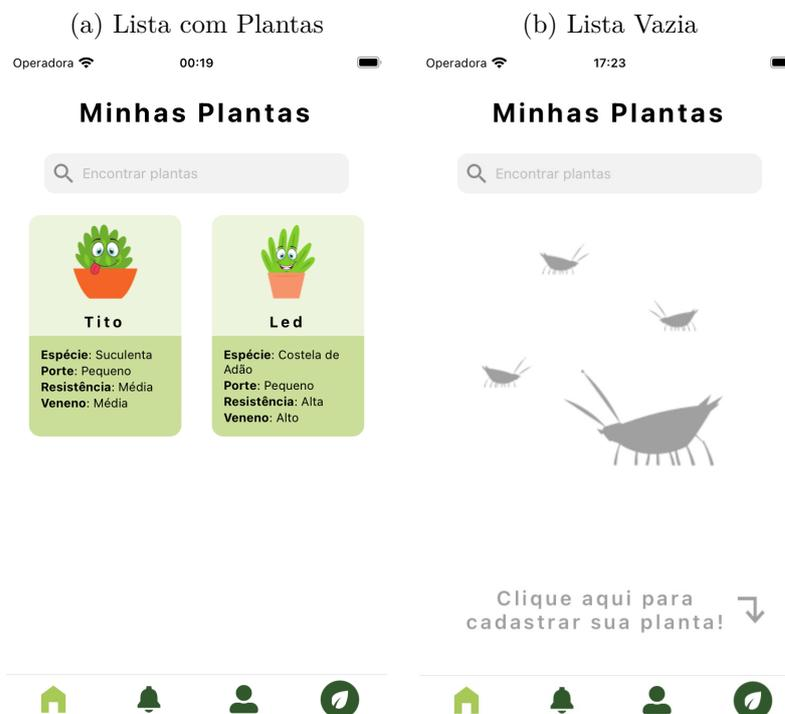 (a) Lista com Plantas
Operadora 00:19
Minhas Plantas
Encontrar plantas
Tito
Espécie: Suculenta
Porte: Pequeno
Resistência: Média
Veneno: Média
Led
Espécie: Costela de
Adão
Porte: Pequeno
Resistência: Alta
Veneno: Alto
(b) Lista Vazia
Operadora 17:23
Minhas Plantas
Encontrar plantas
Clique aqui para
cadastrar sua planta!